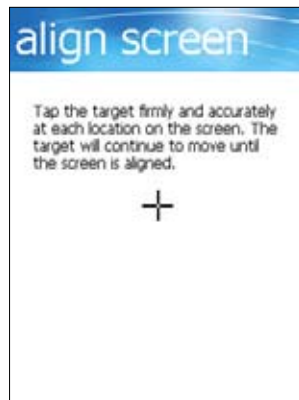 align screen
Tap the target firmly and accurately
at each location on the screen. The
target will continue to move until
the screen is aligned.